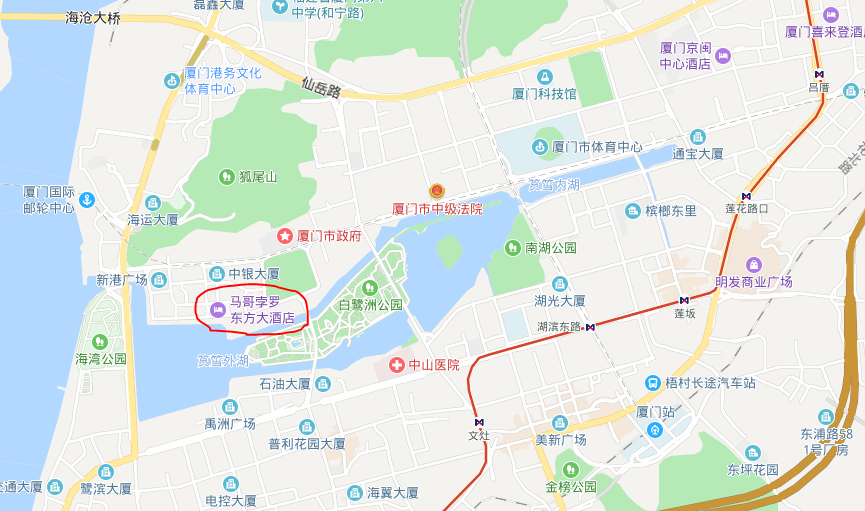 磊鑫大厦
中学(和宁路)
海沧大桥
厦门喜来登酒店
厦门京闽
中心酒店
厦门港务文化
体育中心
仙岳路
厦门科技馆
吕厝
厦门市体育中心
通宝大厦
狐尾山
筼筜内湖
厦门国际
邮轮中心
海运大厦
厦门市中级法院
槟榔东里
莲花路口
厦门市政府
南湖公园
新港广场
中银大厦
明发商业广场
白鹭洲公园
马哥孛罗
东方大酒店
湖光大厦
莲坂
湖滨东路
海湾公园
筼筜外湖
中山医院
石油大厦
梧村长途汽车站
禹洲广场
厦门站
文灶
美新广场
普利花园大厦
东浦路58
1号厂房
东坪花园
鹭滨大厦
金榜公园
电控大厦
海翼大厦
交通大厦